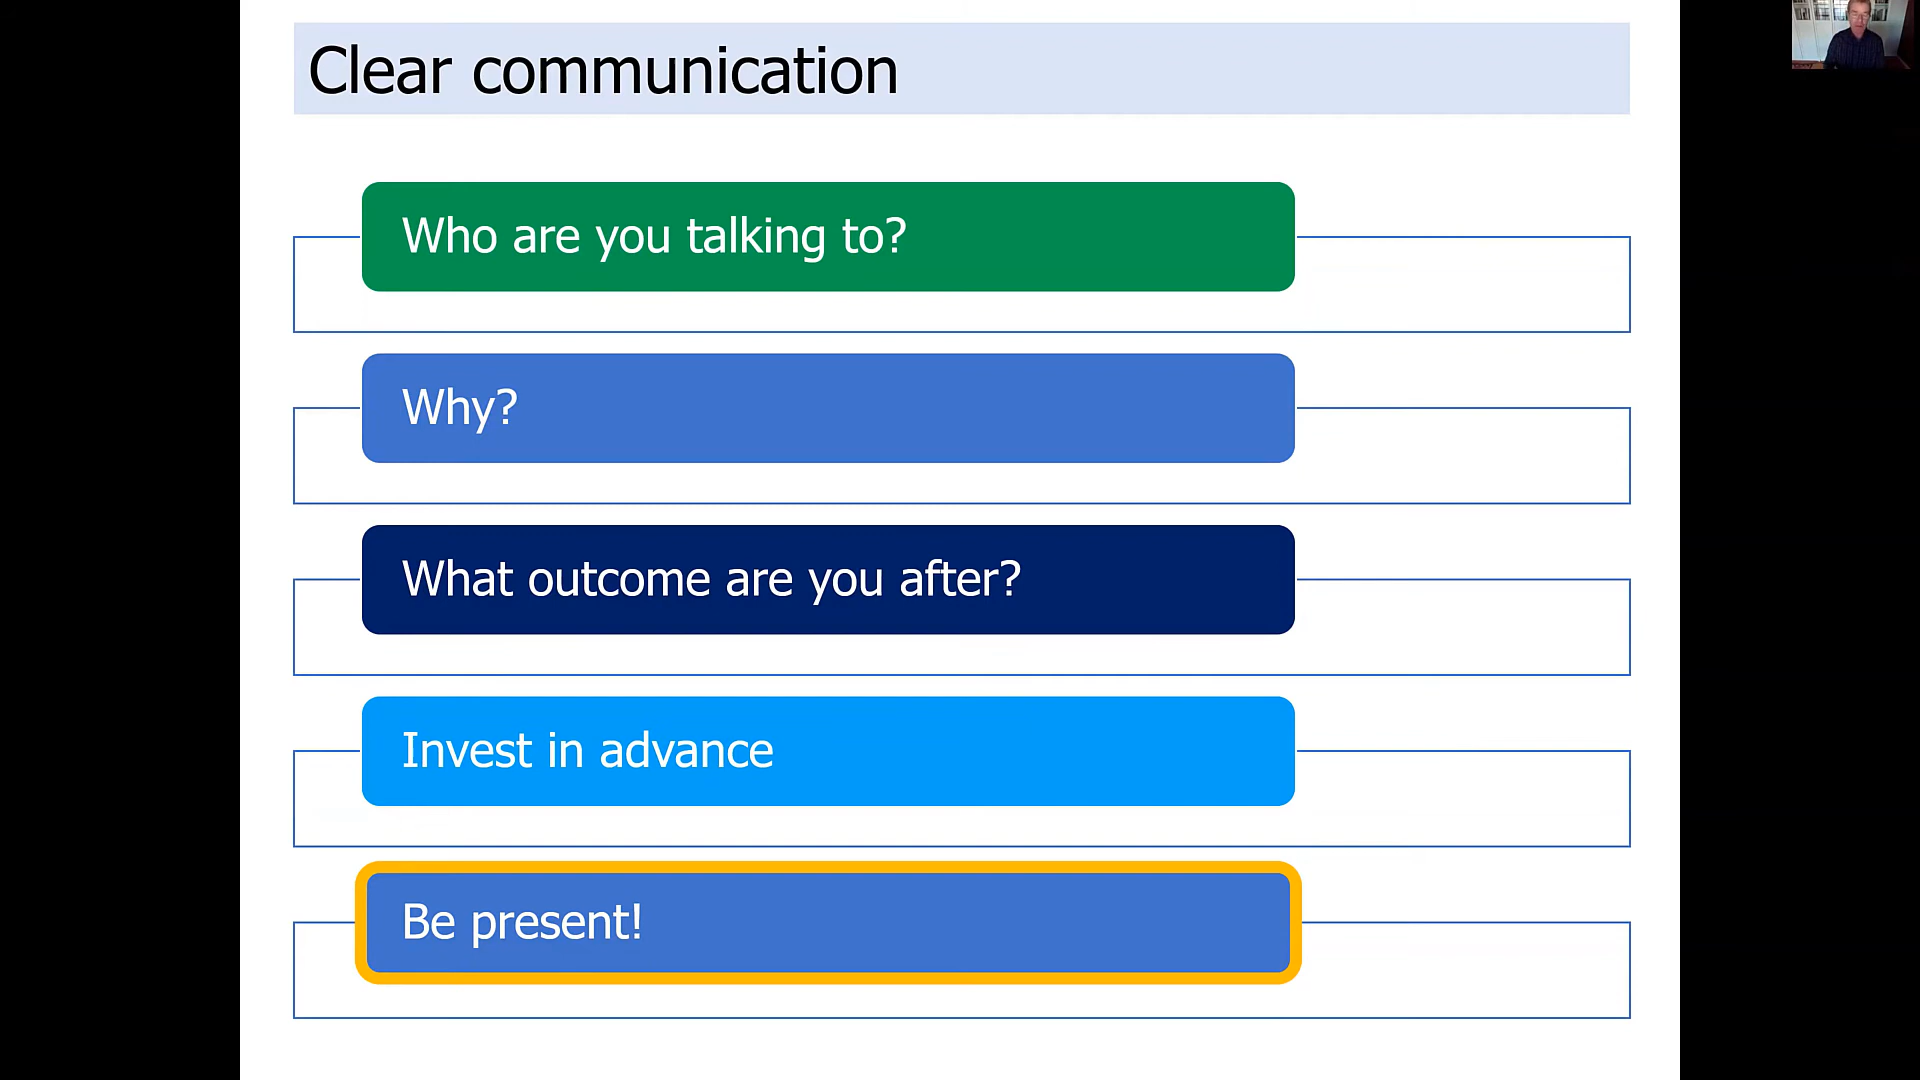 Clear communication
Who are you talking to?
Why?
What outcome are you after?
Invest in advance
Be present!